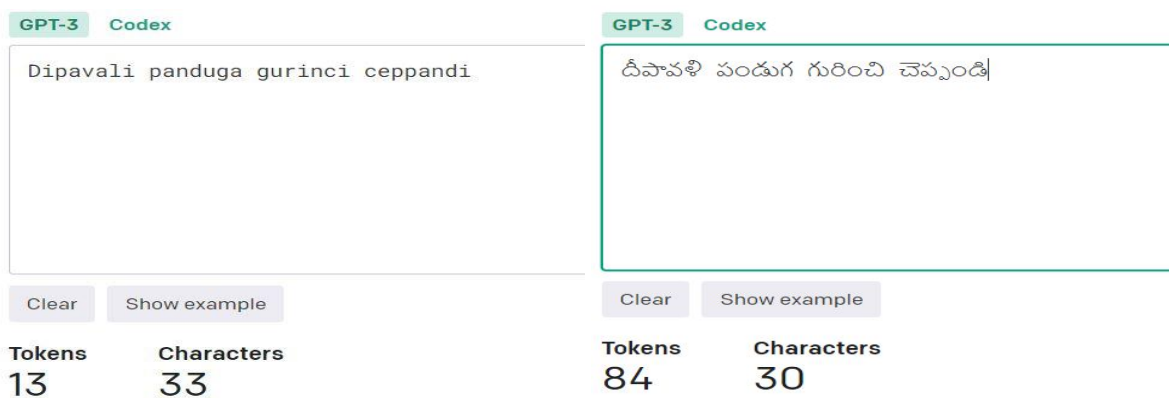 GPT-3 Codex
Dipavali panduga gurinci ceppandi
Clear Show example
Tokens Characters
13 33
GPT-3 Codex
దీపావళి పండుగ గురించి చెప్పండి
Clear Show example
Tokens Characters
84 30